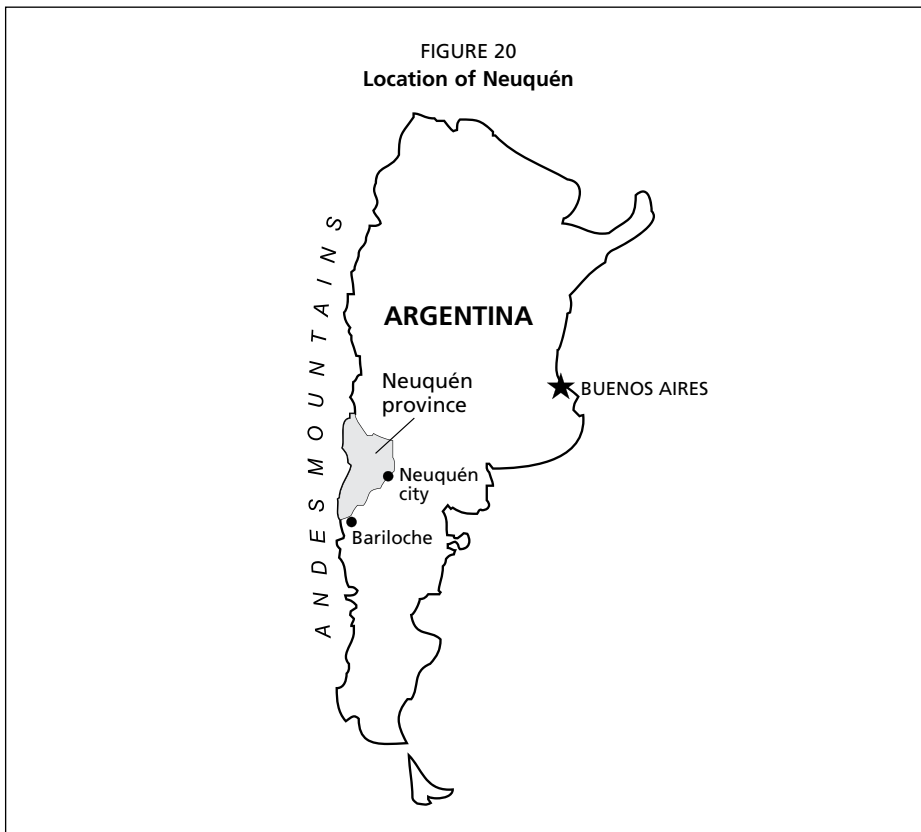 FIGURE 20
Location of Neuquén
ANDES MOUNTAINS
ARGENTINA
BUENOS AIRES
Neuquén
province
Neuquén
city
Bariloche